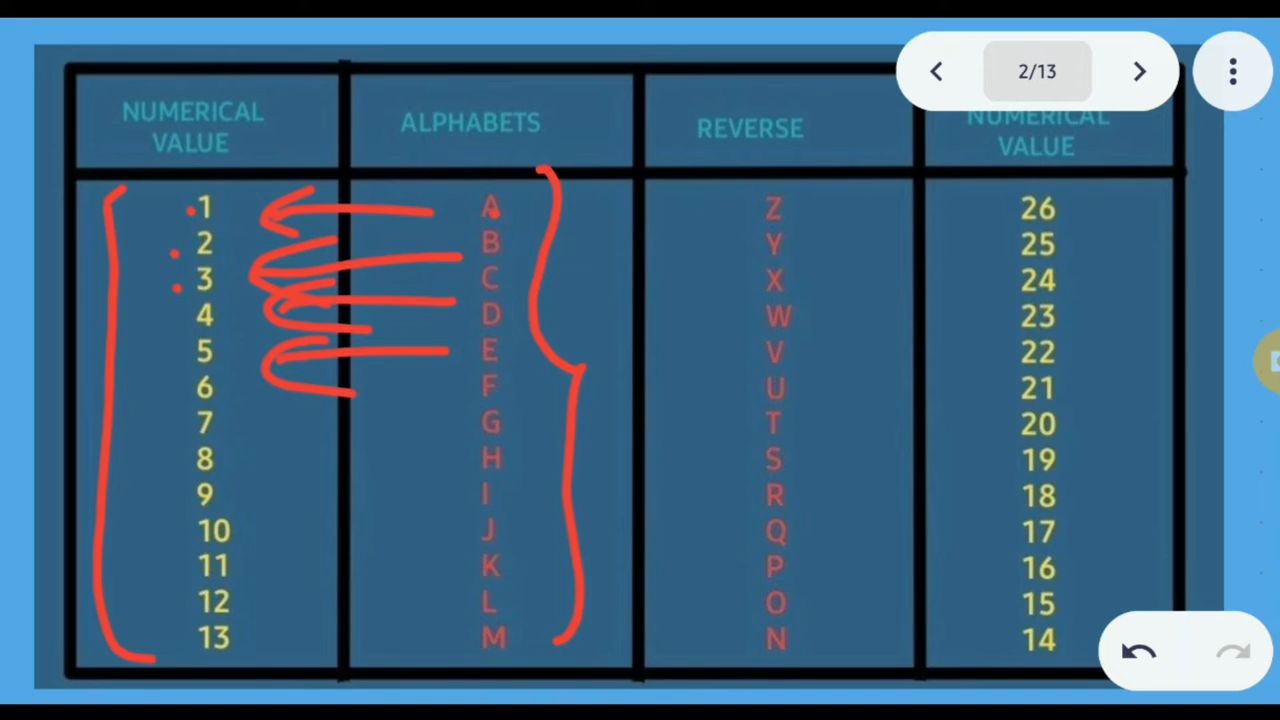 2/13
NUMERICAL VALUE ALPHABETS REVERSE NUMERICAL VALUE
1 A Z 26
2 B Y 25
3 C X 24
4 D W 23
5 E V 22
6 F U 21
7 G T 20
8 H S 19
9 I R 18
10 J Q 17
11 K P 16
12 L O 15
13 M N 14